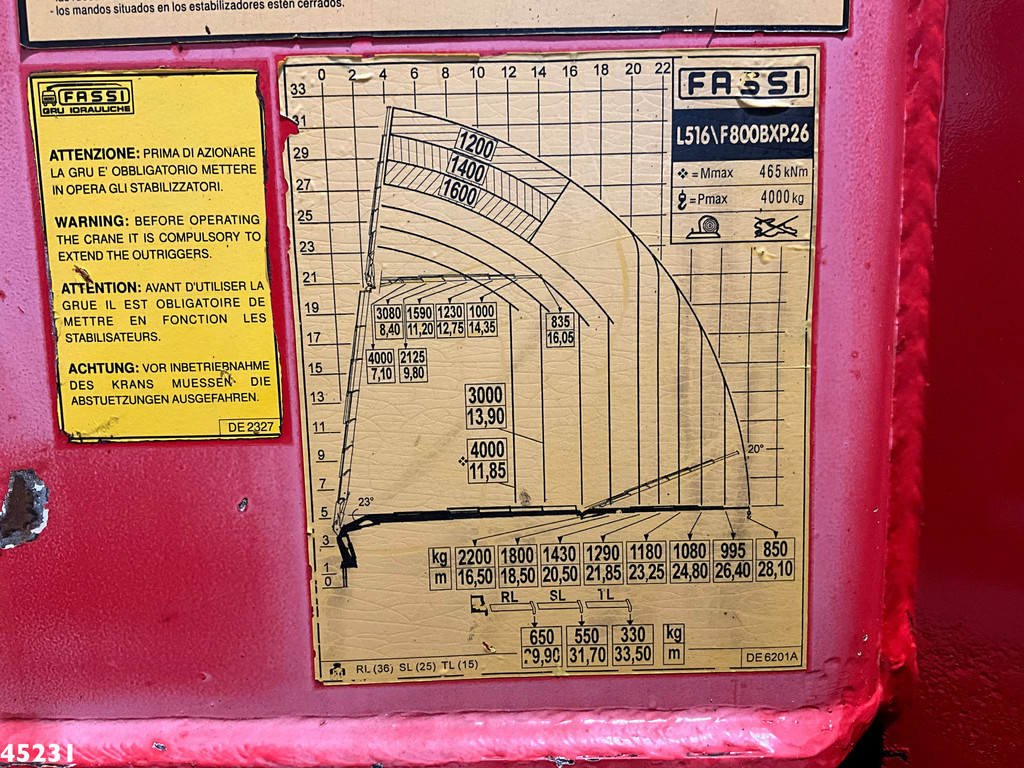 - los mandos situados en los estabilizadores estén cerrados.
FASSI
GRU IDRAULICHE
ATTENZIONE: PRIMA DI AZIONARE
LA GRU E' OBBLIGATORIO METTERE
IN OPERA GLI STABILIZZATORI.
WARNING: BEFORE OPERATING
THE CRANE IT IS COMPULSORY TO
EXTEND THE OUTRIGGERS.
ATTENTION: AVANT D'UTILISER LA
GRUE IL EST OBLIGATOIRE DE
METTRE EN FONCTION LES
STABILISATEURS.
ACHTUNG: VOR INBETRIEBNAHME
DES KRANS MUESSEN DIE
ABSTUETZUNGEN AUSGEFAHREN.
DE 2327
0 2 4 6 8 10 12 14 16 18 20 22
33
31
29
27
25
23
21
19
17
15
13
11
9
7
5
3
1
0
FASSI
L516\F800BXP.26
=Mmax 465 kNm
=Pmax 4000 kg
1200
1400
1600
3080 1590 1230 1000
8,40 11,20 12,75 14,35
835
16,05
4000 2125
7,10 9,80
3000
13,90
4000
11,85
20°
23°
kg 2200 1800 1430 1290 1180 1080 995 850
m 16,50 18,50 20,50 21,85 23,25 24,80 26,40 28,10
RL SL TL
650 550 330 kg
29,90 31,70 33,50 m
RL (36) SL (25) TL (15)
DE 6201A
45231